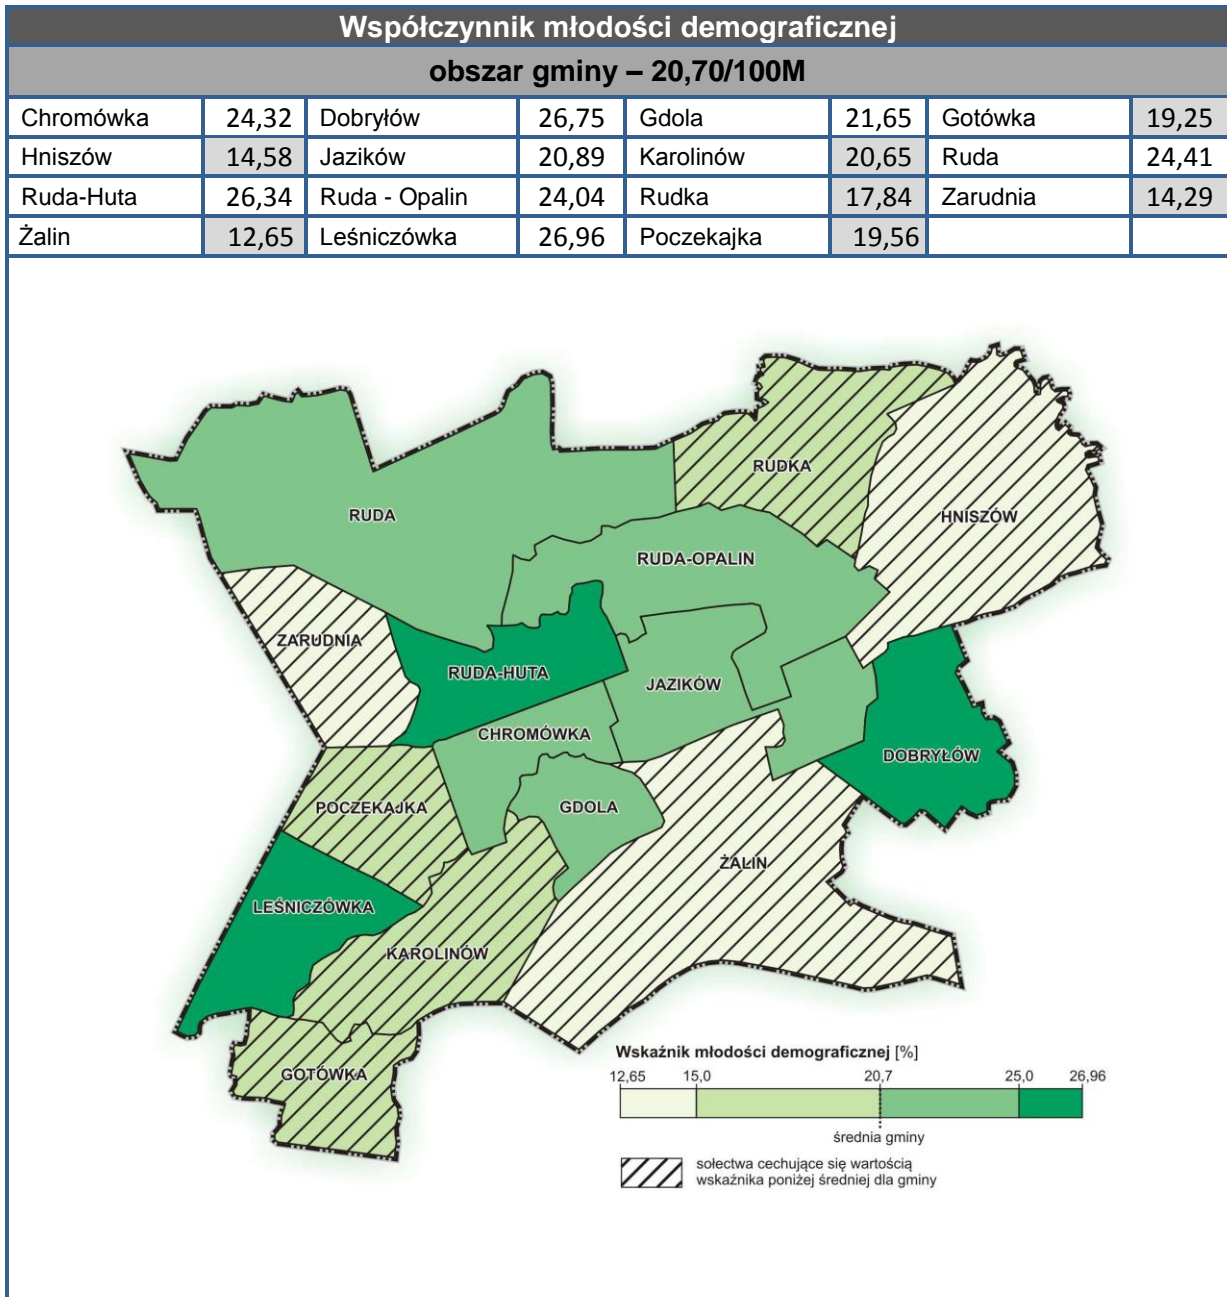 Współczynnik młodości demograficznej
obszar gminy – 20,70/100M
Chromówka 24,32 Dobryłów 26,75 Gdola 21,65 Gotówka 19,25
Hniszów 14,58 Jazików 20,89 Karolinów 20,65 Ruda 24,41
Ruda-Huta 26,34 Ruda - Opalin 24,04 Rudka 17,84 Zarudnia 14,29
Żalin 12,65 Leśniczówka 26,96 Poczekajka 19,56
RUDKA
RUDA
HNISZÓW
RUDA-OPALIN
ZARUDNIA
RUDA-HUTA
JAZIKÓW
CHROMÓWKA
DOBRYŁÓW
POCZEKAJKA
GDOLA
ŻALIN
LEŚNICZÓWKA
KAROLINÓW
GOTÓWKA
Wskaźnik młodości demograficznej [%]
12,65 15,0 20,7 25,0 26,96
średnia gminy
sołectwa cechujące się wartością
wskaźnika poniżej średniej dla gminy